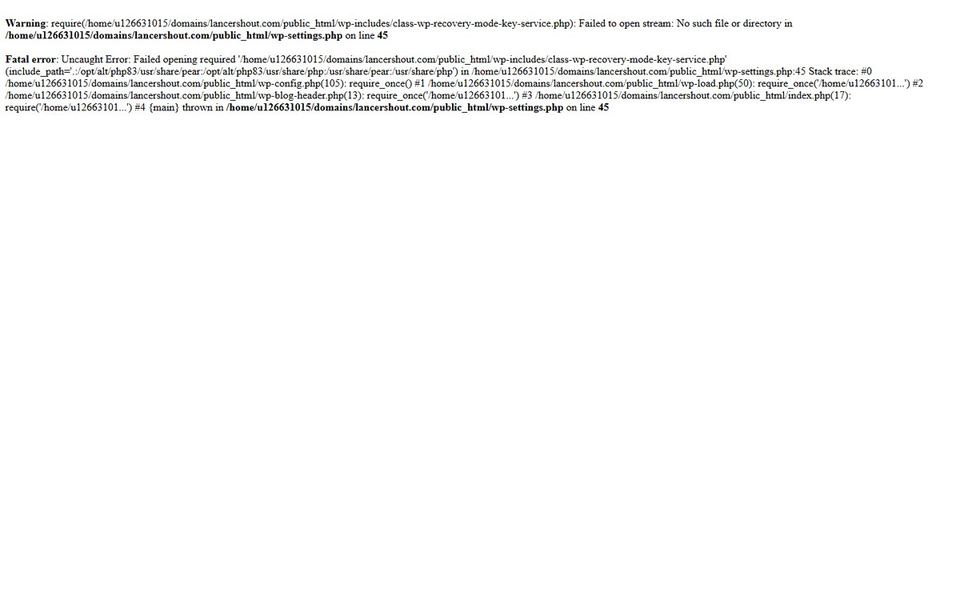 Warning: require(/home/u126631015/domains/lancershout.com/public_html/wp-includes/class-wp-recovery-mode-key-service.php): Failed to open stream: No such file or directory in
/home/u126631015/domains/lancershout.com/public_html/wp-settings.php on line 45
Fatal error: Uncaught Error: Failed opening required '/home/u126631015/domains/lancershout.com/public_html/wp-includes/class-wp-recovery-mode-key-service.php'
(include_path='.:/opt/alt/php83/usr/share/pear:/opt/alt/php83/usr/share/php:/usr/share/pear:/usr/share/php') in /home/u126631015/domains/lancershout.com/public_html/wp-settings.php:45 Stack trace: #0
/home/u126631015/domains/lancershout.com/public_html/wp-config.php(105): require_once() #1 /home/u126631015/domains/lancershout.com/public_html/wp-load.php(50): require_once('/home/u12663101...') #2
/home/u126631015/domains/lancershout.com/public_html/wp-blog-header.php(13): require_once('/home/u12663101...') #3 /home/u126631015/domains/lancershout.com/public_html/index.php(17):
require('/home/u12663101...') #4 {main} thrown in /home/u126631015/domains/lancershout.com/public_html/wp-settings.php on line 45